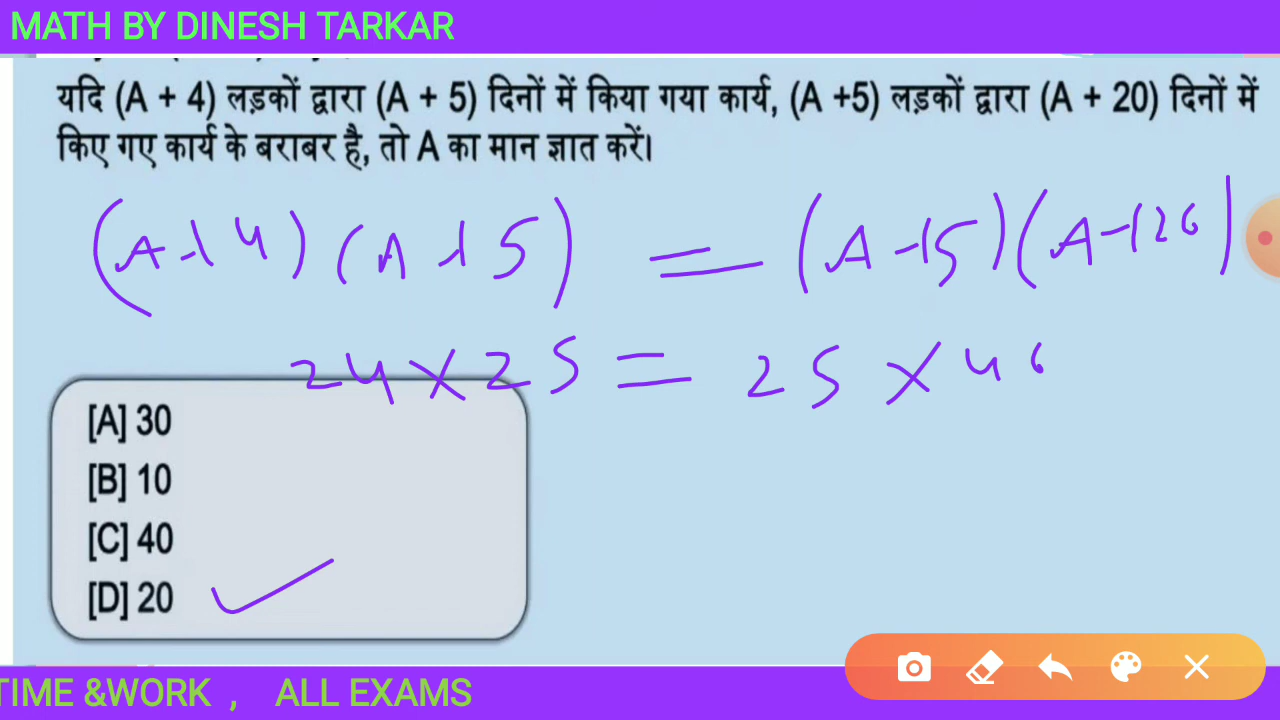 MATH BY DINESH TARKAR
यदि (A + 4) लड़कों द्वारा (A + 5) दिनों में किया गया कार्य, (A +5) लड़कों द्वारा (A + 20) दिनों में
किए गए कार्य के बराबर है, तो A का मान ज्ञात करें।
(A+4) (A+5) = (A+5)(A+20)
24 × 25 = 25 × 40
[A] 30
[B] 10
[C] 40
[D] 20
TIME &WORK , ALL EXAMS